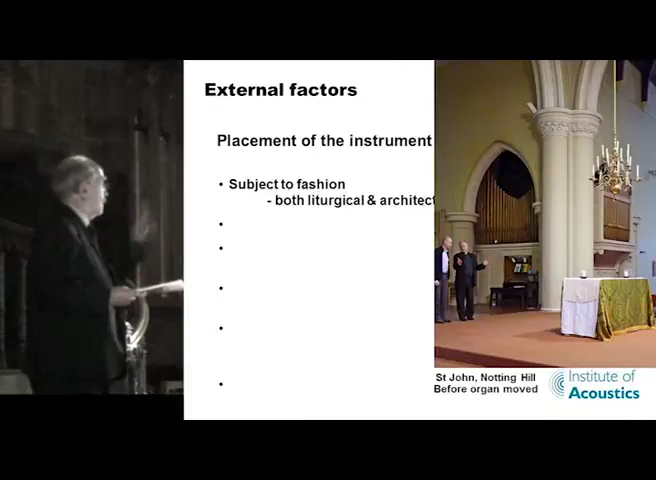 External factors
Placement of the instrument
• Subject to fashion
- both liturgical & architect
St John, Notting Hill
Before organ moved
Institute of
Acoustics